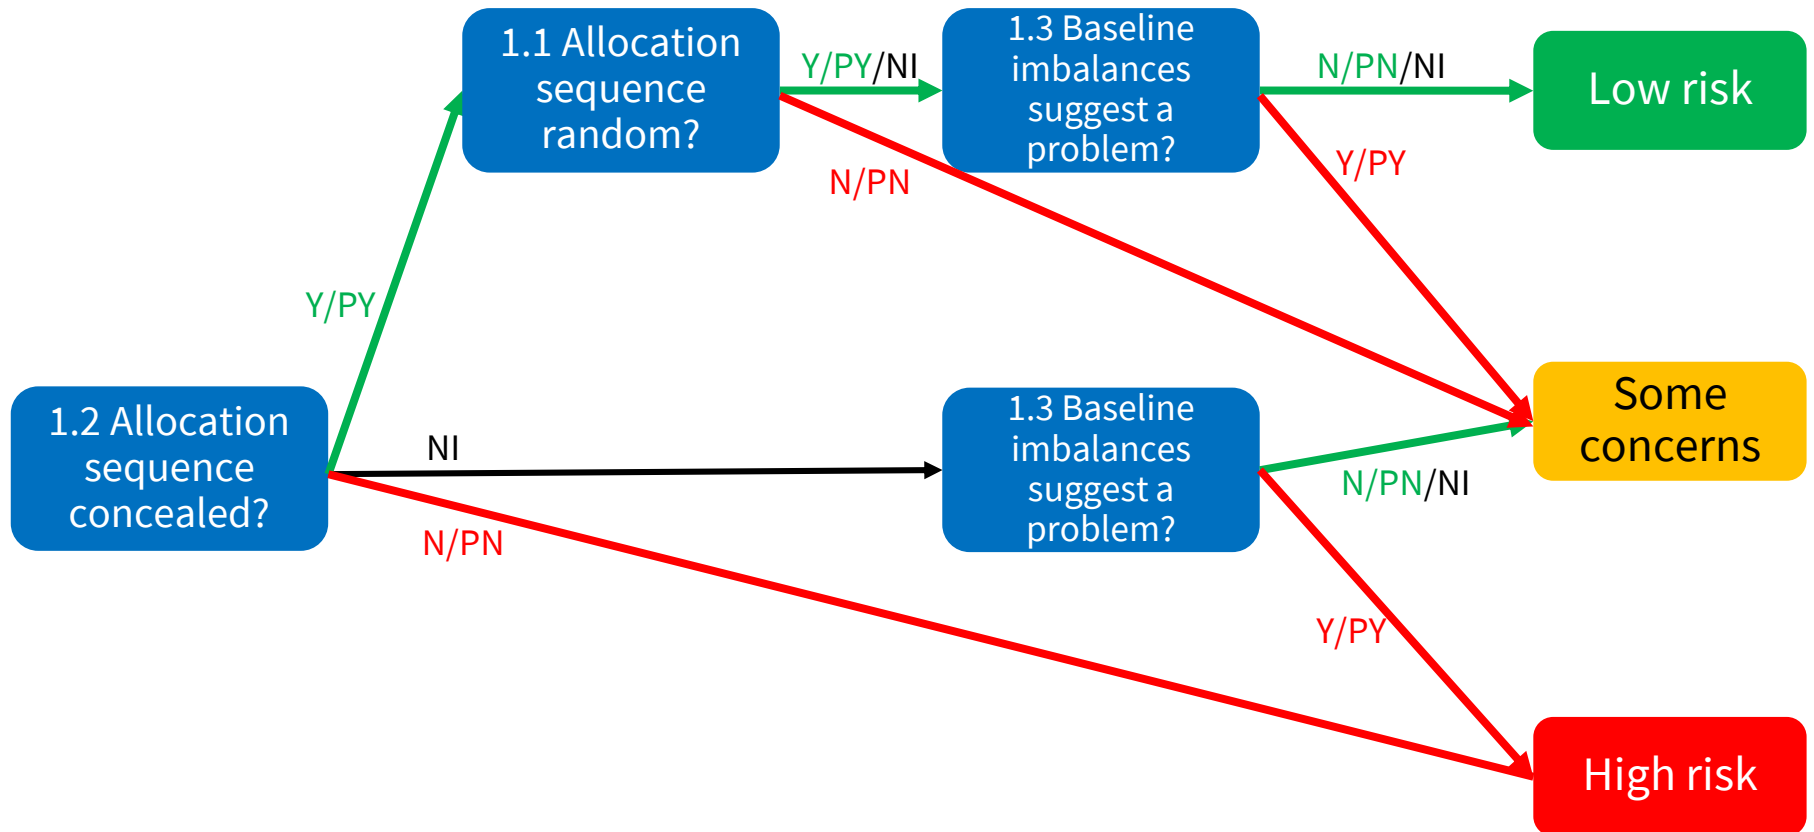 1.1 Allocation
sequence
random?
Y/PY/NI
1.3 Baseline
imbalances
suggest a
problem?
N/PN/NI
Low risk
N/PN
Y/PY
Y/PY
1.2 Allocation
sequence
concealed?
NI
N/PN
1.3 Baseline
imbalances
suggest a
problem?
Some
concerns
N/PN/NI
Y/PY
High risk